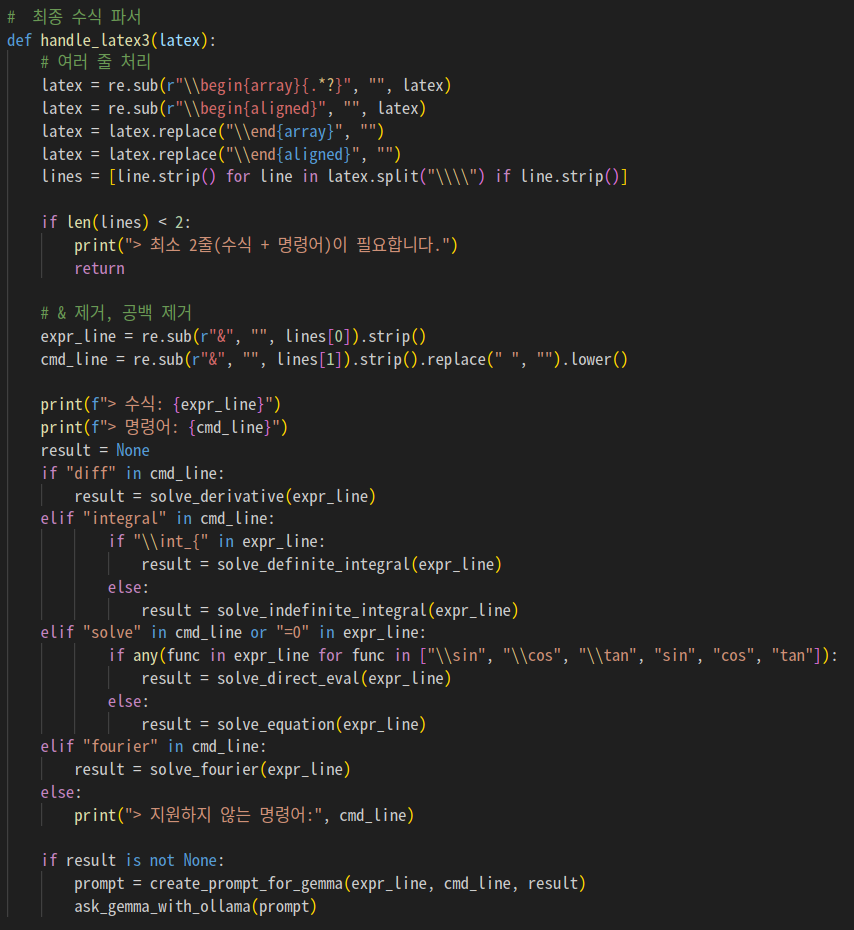 #  최종 수식 파서
def handle_latex3(latex):
    # 여러 줄 처리
    latex = re.sub(r"\\begin{array}{.*?}", "", latex)
    latex = re.sub(r"\\begin{aligned}", "", latex)
    latex = latex.replace("\\end{array}", "")
    latex = latex.replace("\\end{aligned}", "")
    lines = [line.strip() for line in latex.split("\\\\") if line.strip()]

    if len(lines) < 2:
        print("> 최소 2줄(수식 + 명령어)이 필요합니다.")
        return

    # & 제거, 공백 제거
    expr_line = re.sub(r"&", "", lines[0]).strip()
    cmd_line = re.sub(r"&", "", lines[1]).strip().replace(" ", "").lower()

    print(f"> 수식: {expr_line}")
    print(f"> 명령어: {cmd_line}")
    result = None
    if "diff" in cmd_line:
        result = solve_derivative(expr_line)
    elif "integral" in cmd_line:
            if "\\int_{" in expr_line:
                result = solve_definite_integral(expr_line)
            else:
                result = solve_indefinite_integral(expr_line)
    elif "solve" in cmd_line or "=0" in expr_line:
            if any(func in expr_line for func in ["\\sin", "\\cos", "\\tan", "sin", "cos", "tan"]):
                result = solve_direct_eval(expr_line)
            else:
                result = solve_equation(expr_line)
    elif "fourier" in cmd_line:
        result = solve_fourier(expr_line)
    else:
        print("> 지원하지 않는 명령어:", cmd_line)

    if result is not None:
        prompt = create_prompt_for_gemma(expr_line, cmd_line, result)
        ask_gemma_with_ollama(prompt)